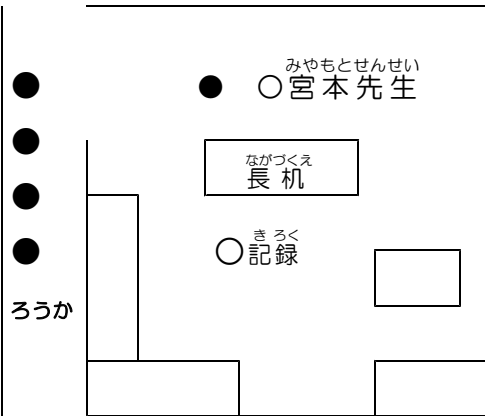 みやもとせんせい
● ○宮本先生
ながづくえ
長机
きろく
○記録
ろうか